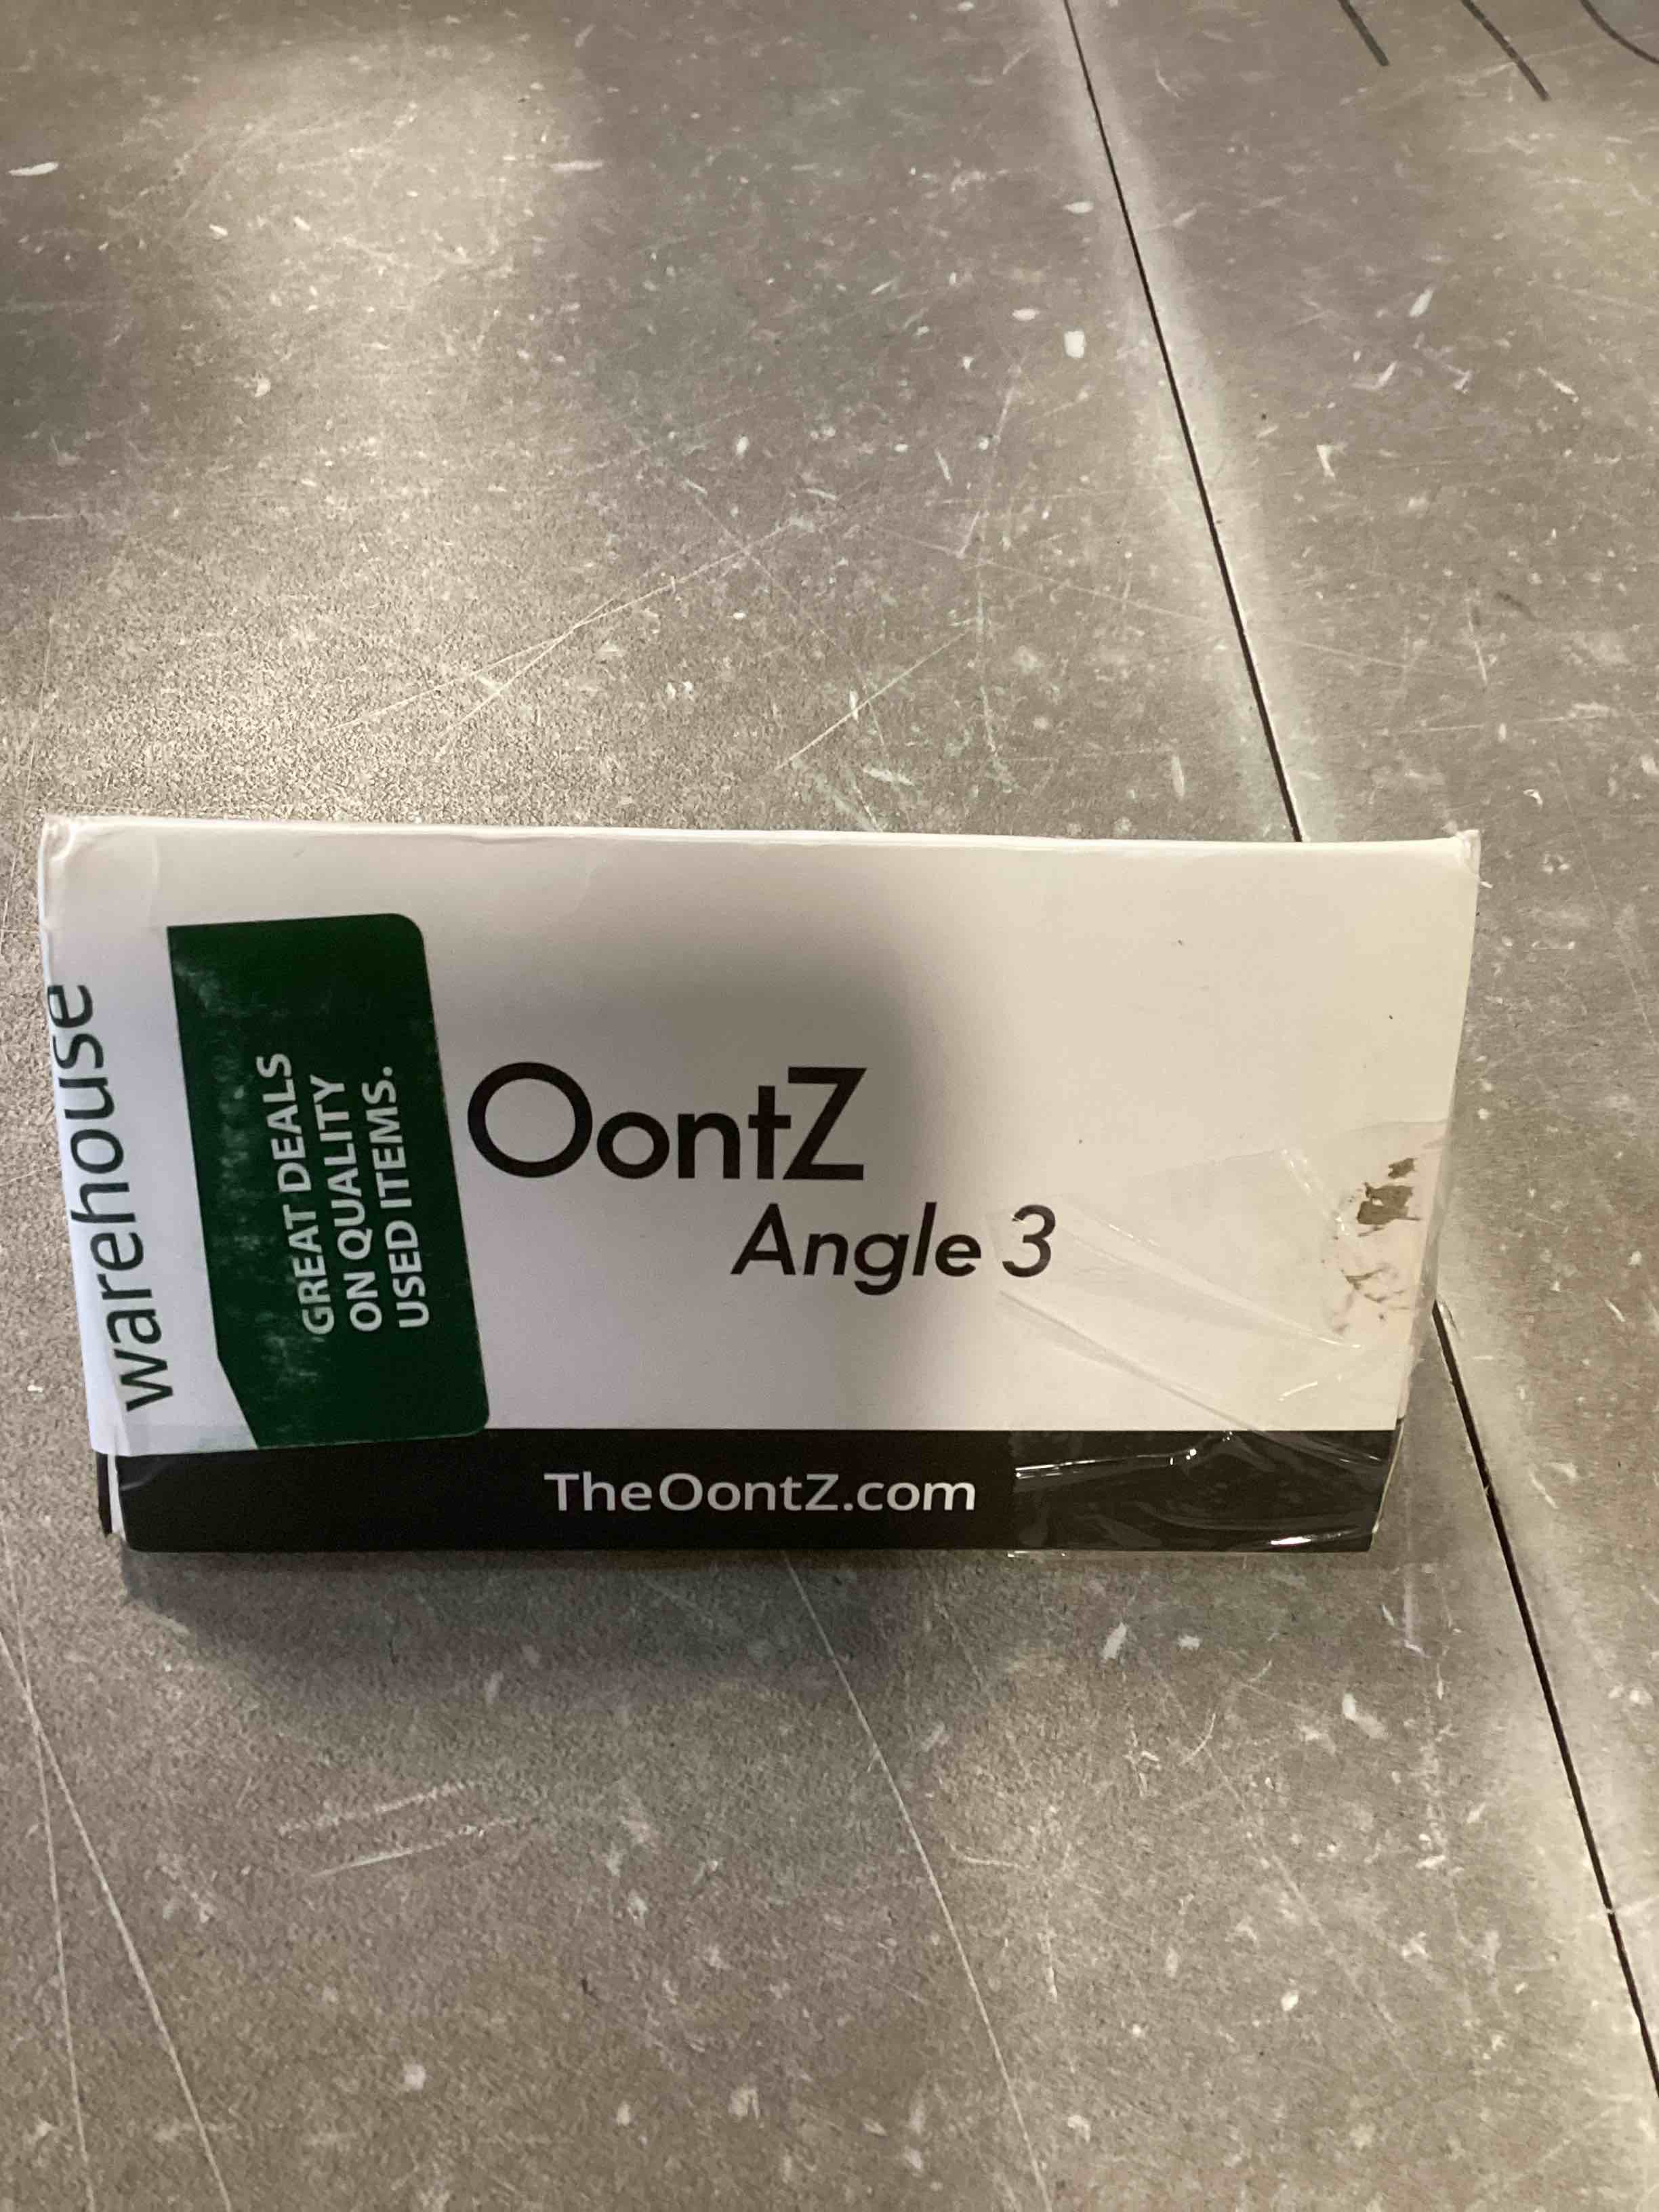 warehouse
GREAT DEALS
ON QUALITY
USED ITEMS.
OontZ
Angle 3
TheOontZ.com